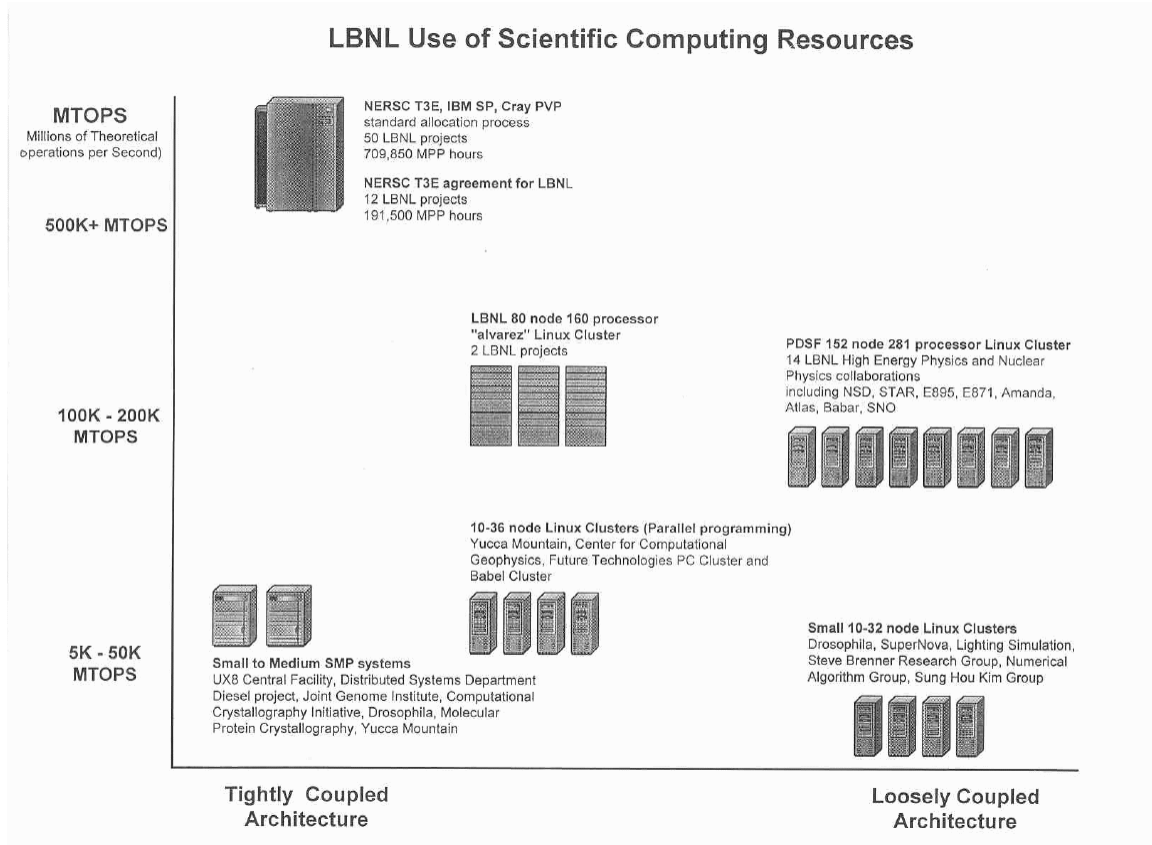 LBNL Use of Scientific Computing Resources
MTOPS
Millions of Theoretical
operations per Second)
500K+ MTOPS
100K - 200K
MTOPS
5K - 50K
MTOPS
NERSC T3E, IBM SP, Cray PVP
standard allocation process
50 LBNL projects
709,850 MPP hours
NERSC T3E agreement for LBNL
12 LBNL projects
191,500 MPP hours
LBNL 80 node 160 processor
"alvarez" Linux Cluster
2 LBNL projects
PDSF 152 node 281 processor Linux Cluster
14 LBNL High Energy Physics and Nuclear
Physics collaborations
including NSD, STAR, E895, E871, Amanda,
Atlas, Babar, SNO
10-36 node Linux Clusters (Parallel programming)
Yucca Mountain, Center for Computational
Geophysics, Future Technologies PC Cluster and
Babel Cluster
Small to Medium SMP systems
UX8 Central Facility, Distributed Systems Department
Diesel project, Joint Genome Institute, Computational
Crystallography Initiative, Drosophila, Molecular
Protein Crystallography, Yucca Mountain
Small 10-32 node Linux Clusters
Drosophila, SuperNova, Lighting Simulation,
Steve Brenner Research Group, Numerical
Algorithm Group, Sung Hou Kim Group
Tightly Coupled
Architecture
Loosely Coupled
Architecture